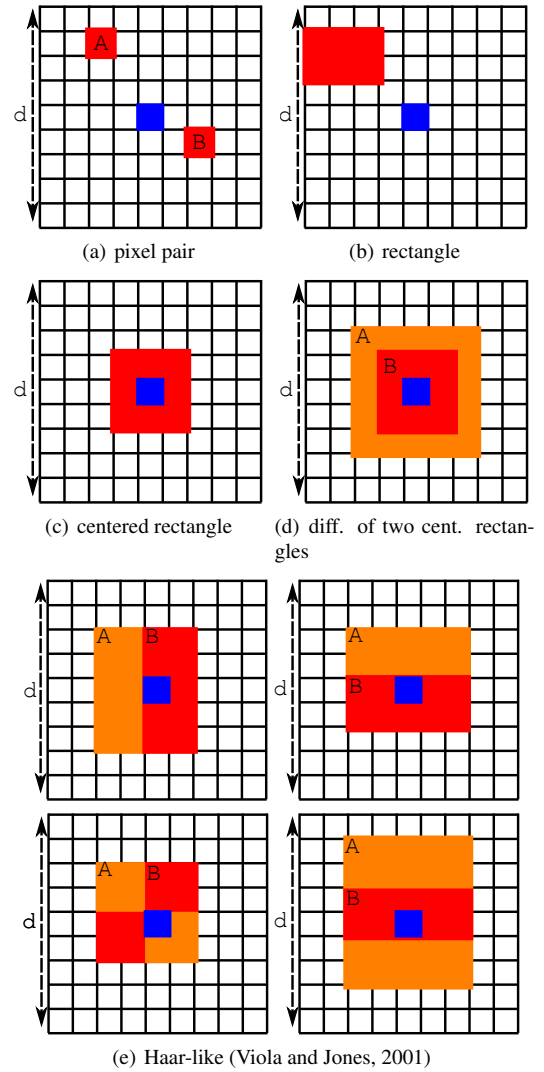 A
d
B
d
(a) pixel pair
(b) rectangle
d
d
A
B
(c) centered rectangle
(d) diff. of two cent. rectan-
gles
A B
d
A
d
B
A B
d
A
d
B
(e) Haar-like (Viola and Jones, 2001)